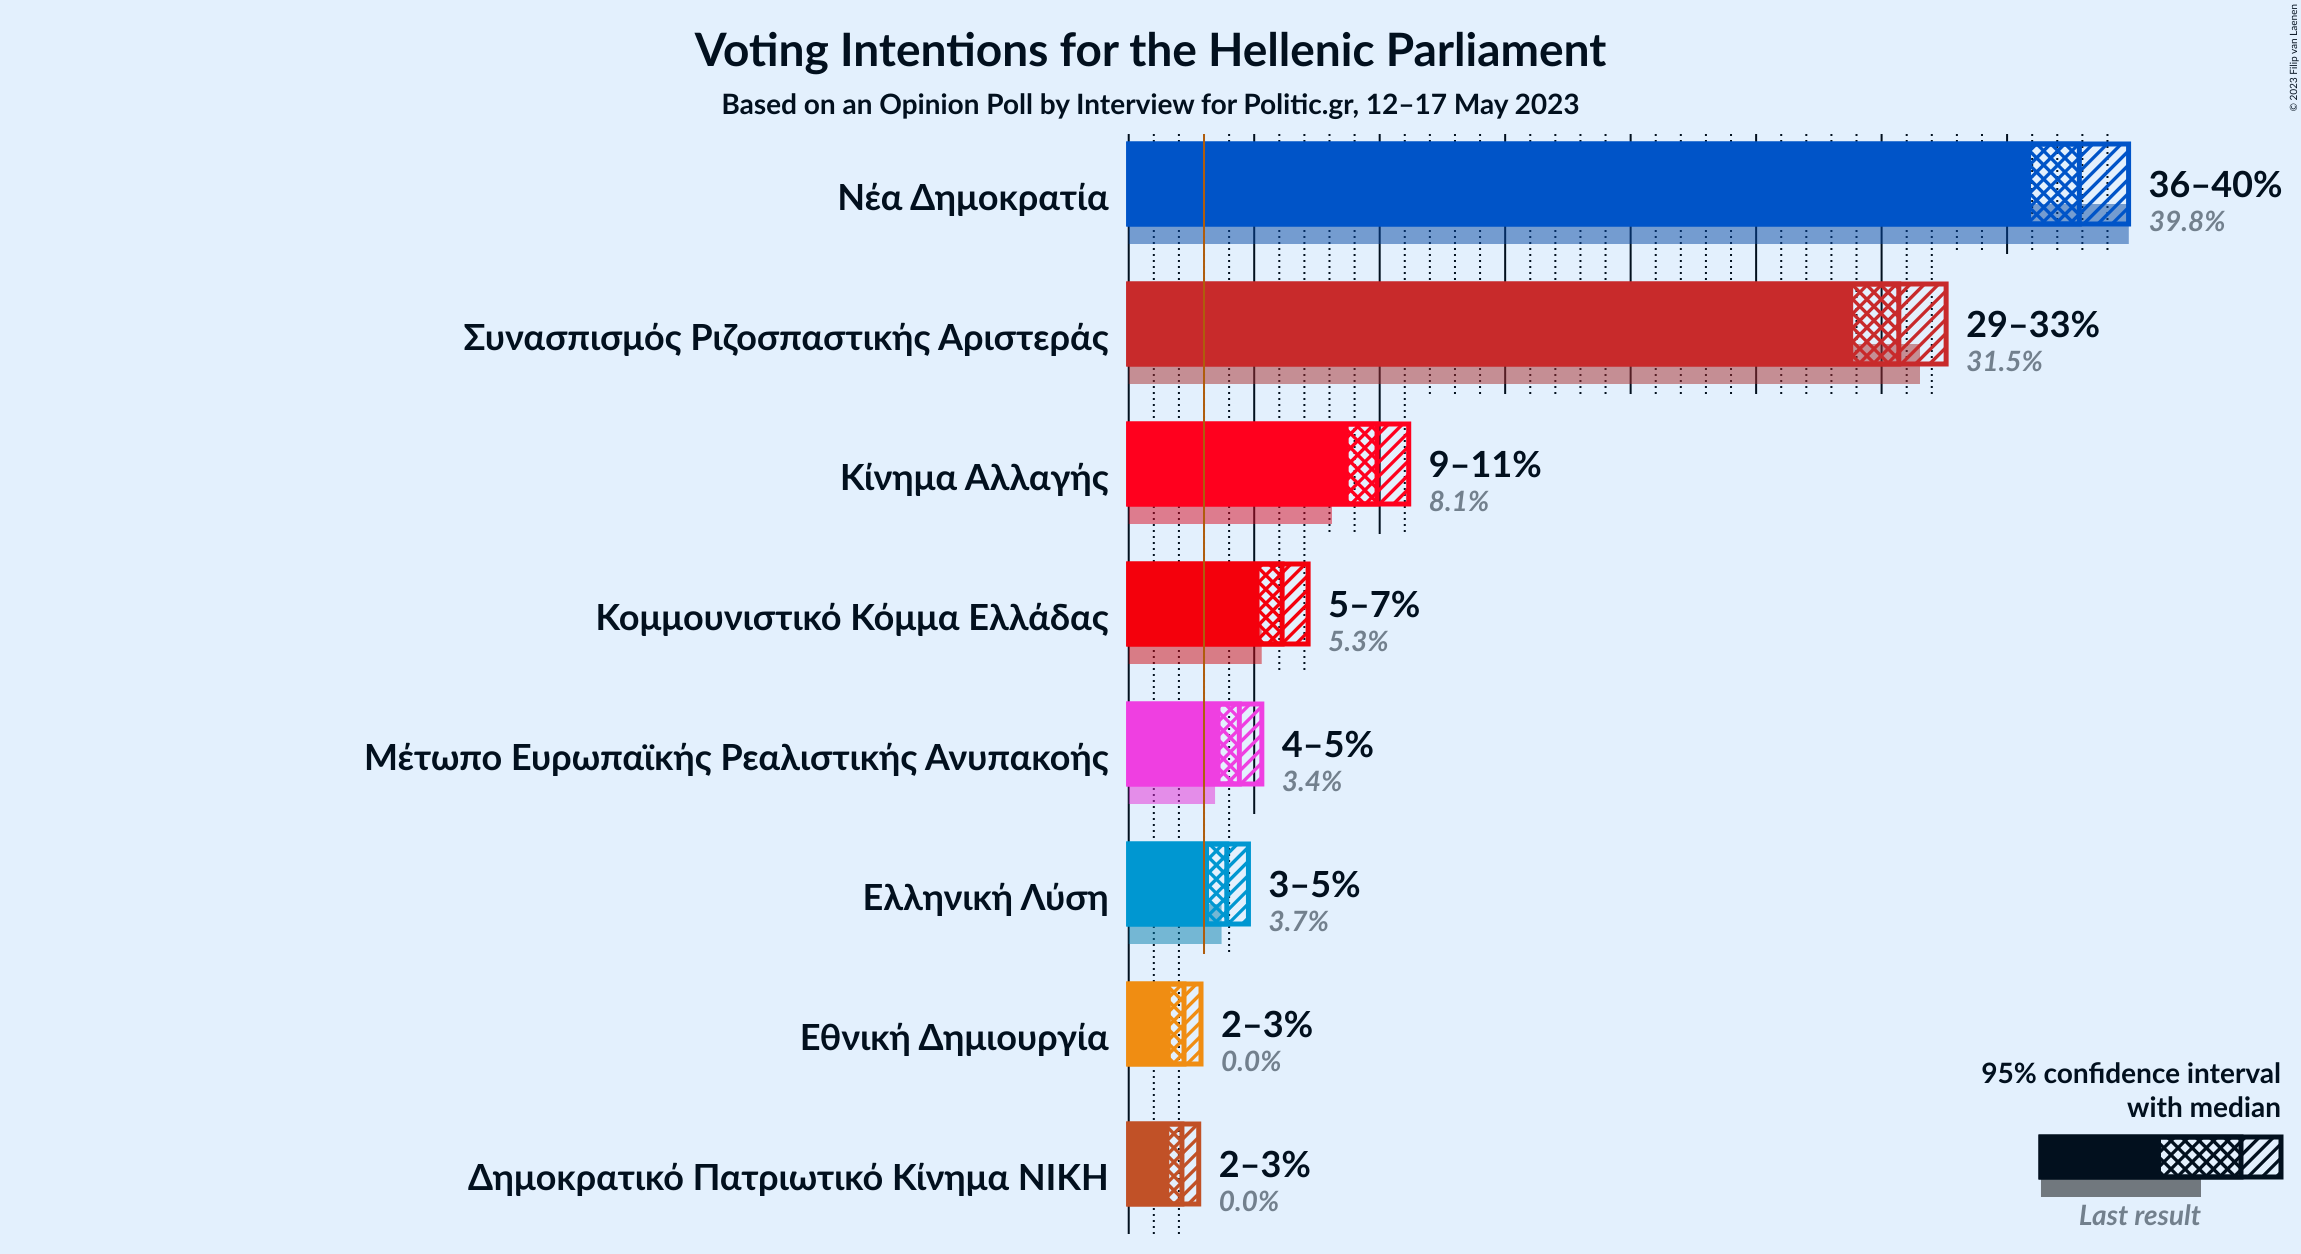 © 2023 Filip van Laenen
Voting Intentions for the Hellenic Parliament
Based on an Opinion Poll by Interview for Politic.gr, 12–17 May 2023
Νέα Δημοκρατία
36–40%
39.8%
Συνασπισμός Ριζοσπαστικής Αριστεράς
29–33%
31.5%
Κίνημα Αλλαγής
9–11%
8.1%
Κομμουνιστικό Κόμμα Ελλάδας
5–7%
5.3%
Μέτωπο Ευρωπαϊκής Ρεαλιστικής Ανυπακοής
4–5%
3.4%
Ελληνική Λύση
3–5%
3.7%
Εθνική Δημιουργία
2–3%
0.0%
Δημοκρατικό Πατριωτικό Κίνημα ΝΙΚΗ
2–3%
0.0%
95% confidence interval
with median
Last result